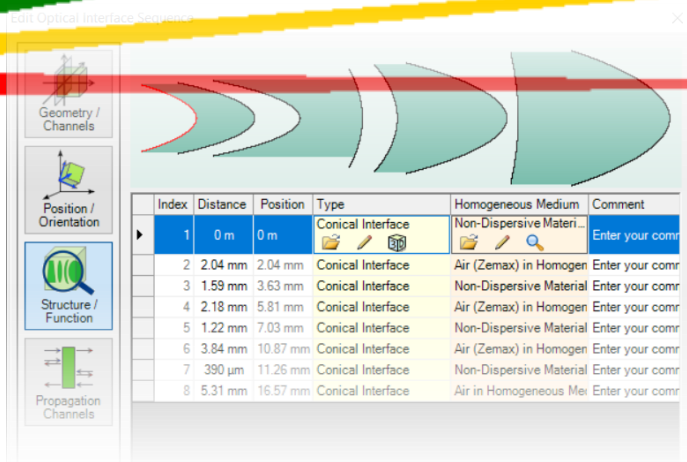 Edit Optical Interface Sequence
Geometry /
Channels
Position /
Orientation
Structure /
Function
Propagation
Channels
Index Distance Position Type Homogeneous Medium Comment
1 0 m 0 m Conical Interface Non-Dispersive Materi... Enter your comr
2 2.04 mm 2.04 mm Conical Interface Air (Zemax) in Homogen Enter your comr
3 1.59 mm 3.63 mm Conical Interface Non-Dispersive Material Enter your comr
4 2.18 mm 5.81 mm Conical Interface Air (Zemax) in Homogen Enter your comr
5 1.22 mm 7.03 mm Conical Interface Non-Dispersive Material Enter your comr
6 3.84 mm 10.87 mm Conical Interface Air (Zemax) in Homogen Enter your comr
7 390 µm 11.26 mm Conical Interface Non-Dispersive Material Enter your comr
8 5.31 mm 16.57 mm Conical Interface Air in Homogeneous Me Enter your comr